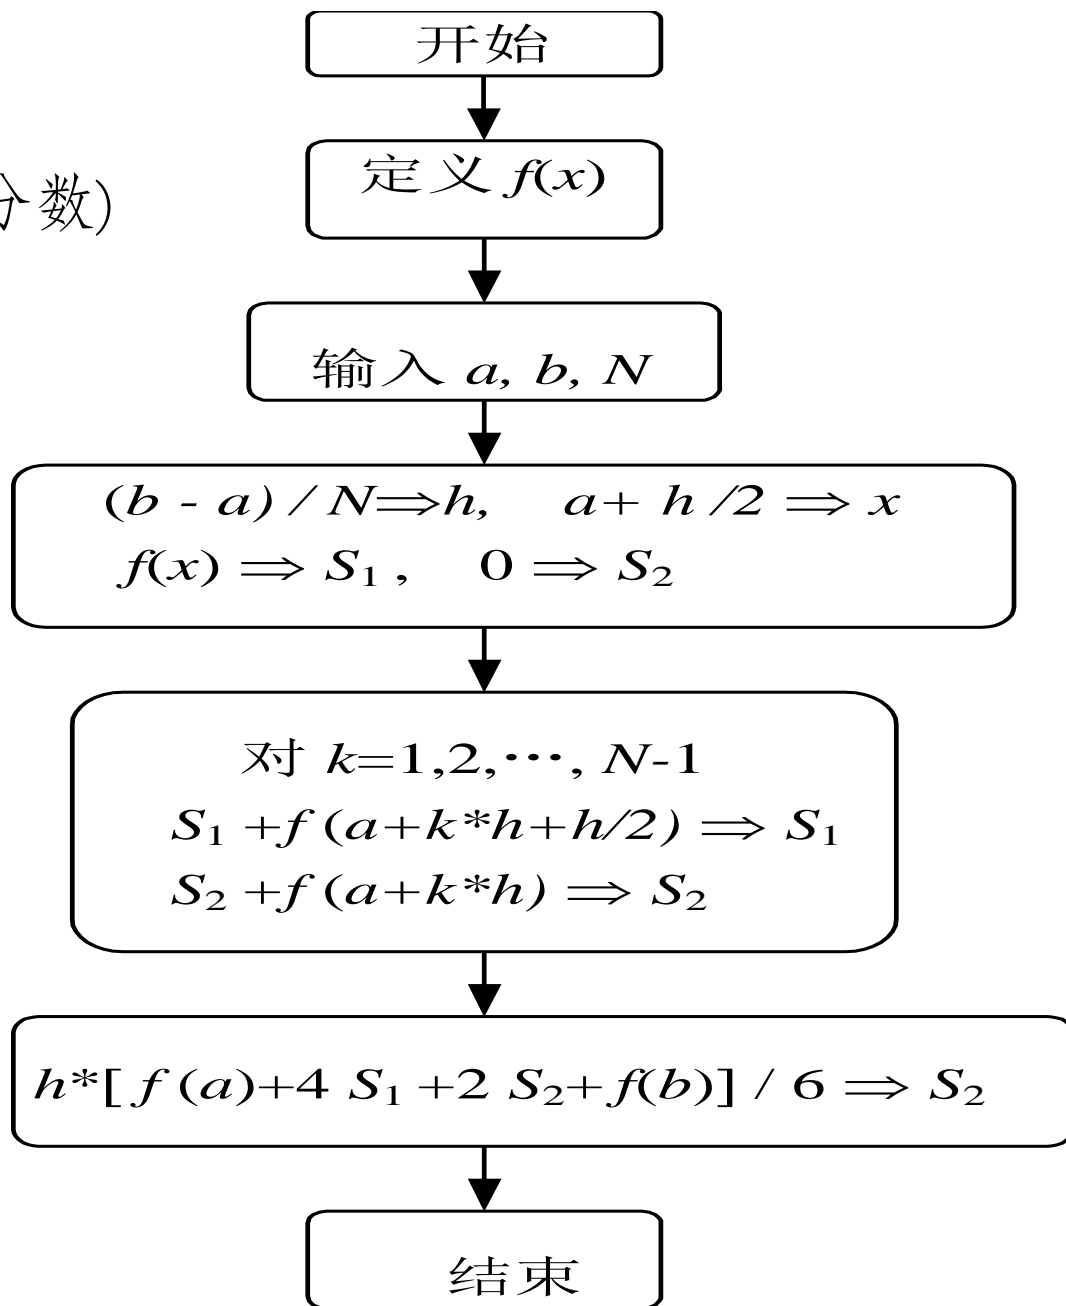 开始
定义 f(x)
分数)
输入 a, b, N
(b - a) / N⇒h, a+ h /2 ⇒ x
f(x) ⇒ S₁ , 0 ⇒ S₂
对 k=1,2,⋯, N-1
S₁ +f (a+k*h+h/2) ⇒ S₁
S₂ +f (a+k*h) ⇒ S₂
h*[ f (a)+4 S₁ +2 S₂+f(b)] / 6 ⇒ S₂
结束